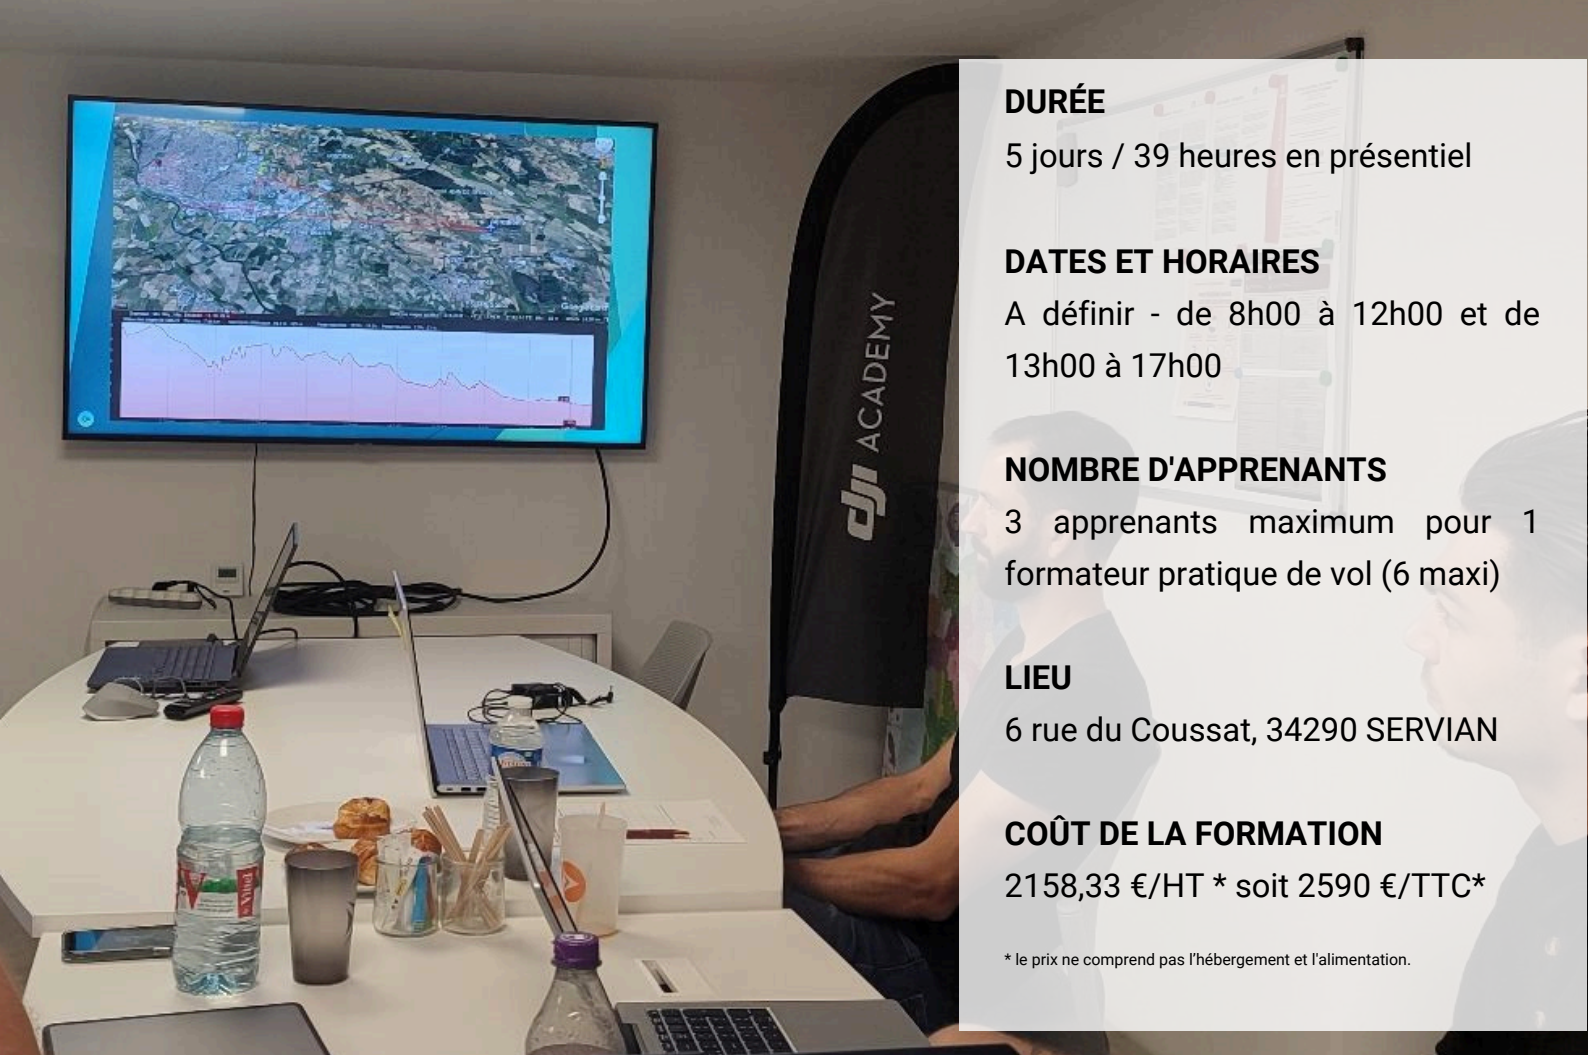 DURÉE
5 jours / 39 heures en présentiel
DATES ET HORAIRES
A définir - de 8h00 à 12h00 et de
13h00 à 17h00
NOMBRE D'APPRENANTS
3 apprenants maximum pour 1
formateur pratique de vol (6 maxi)
LIEU
6 rue du Coussat, 34290 SERVIAN
COÛT DE LA FORMATION
2158,33 €/HT * soit 2590 €/TTC*
* le prix ne comprend pas l’hébergement et l'alimentation.
dji ACADEMY
Vittel